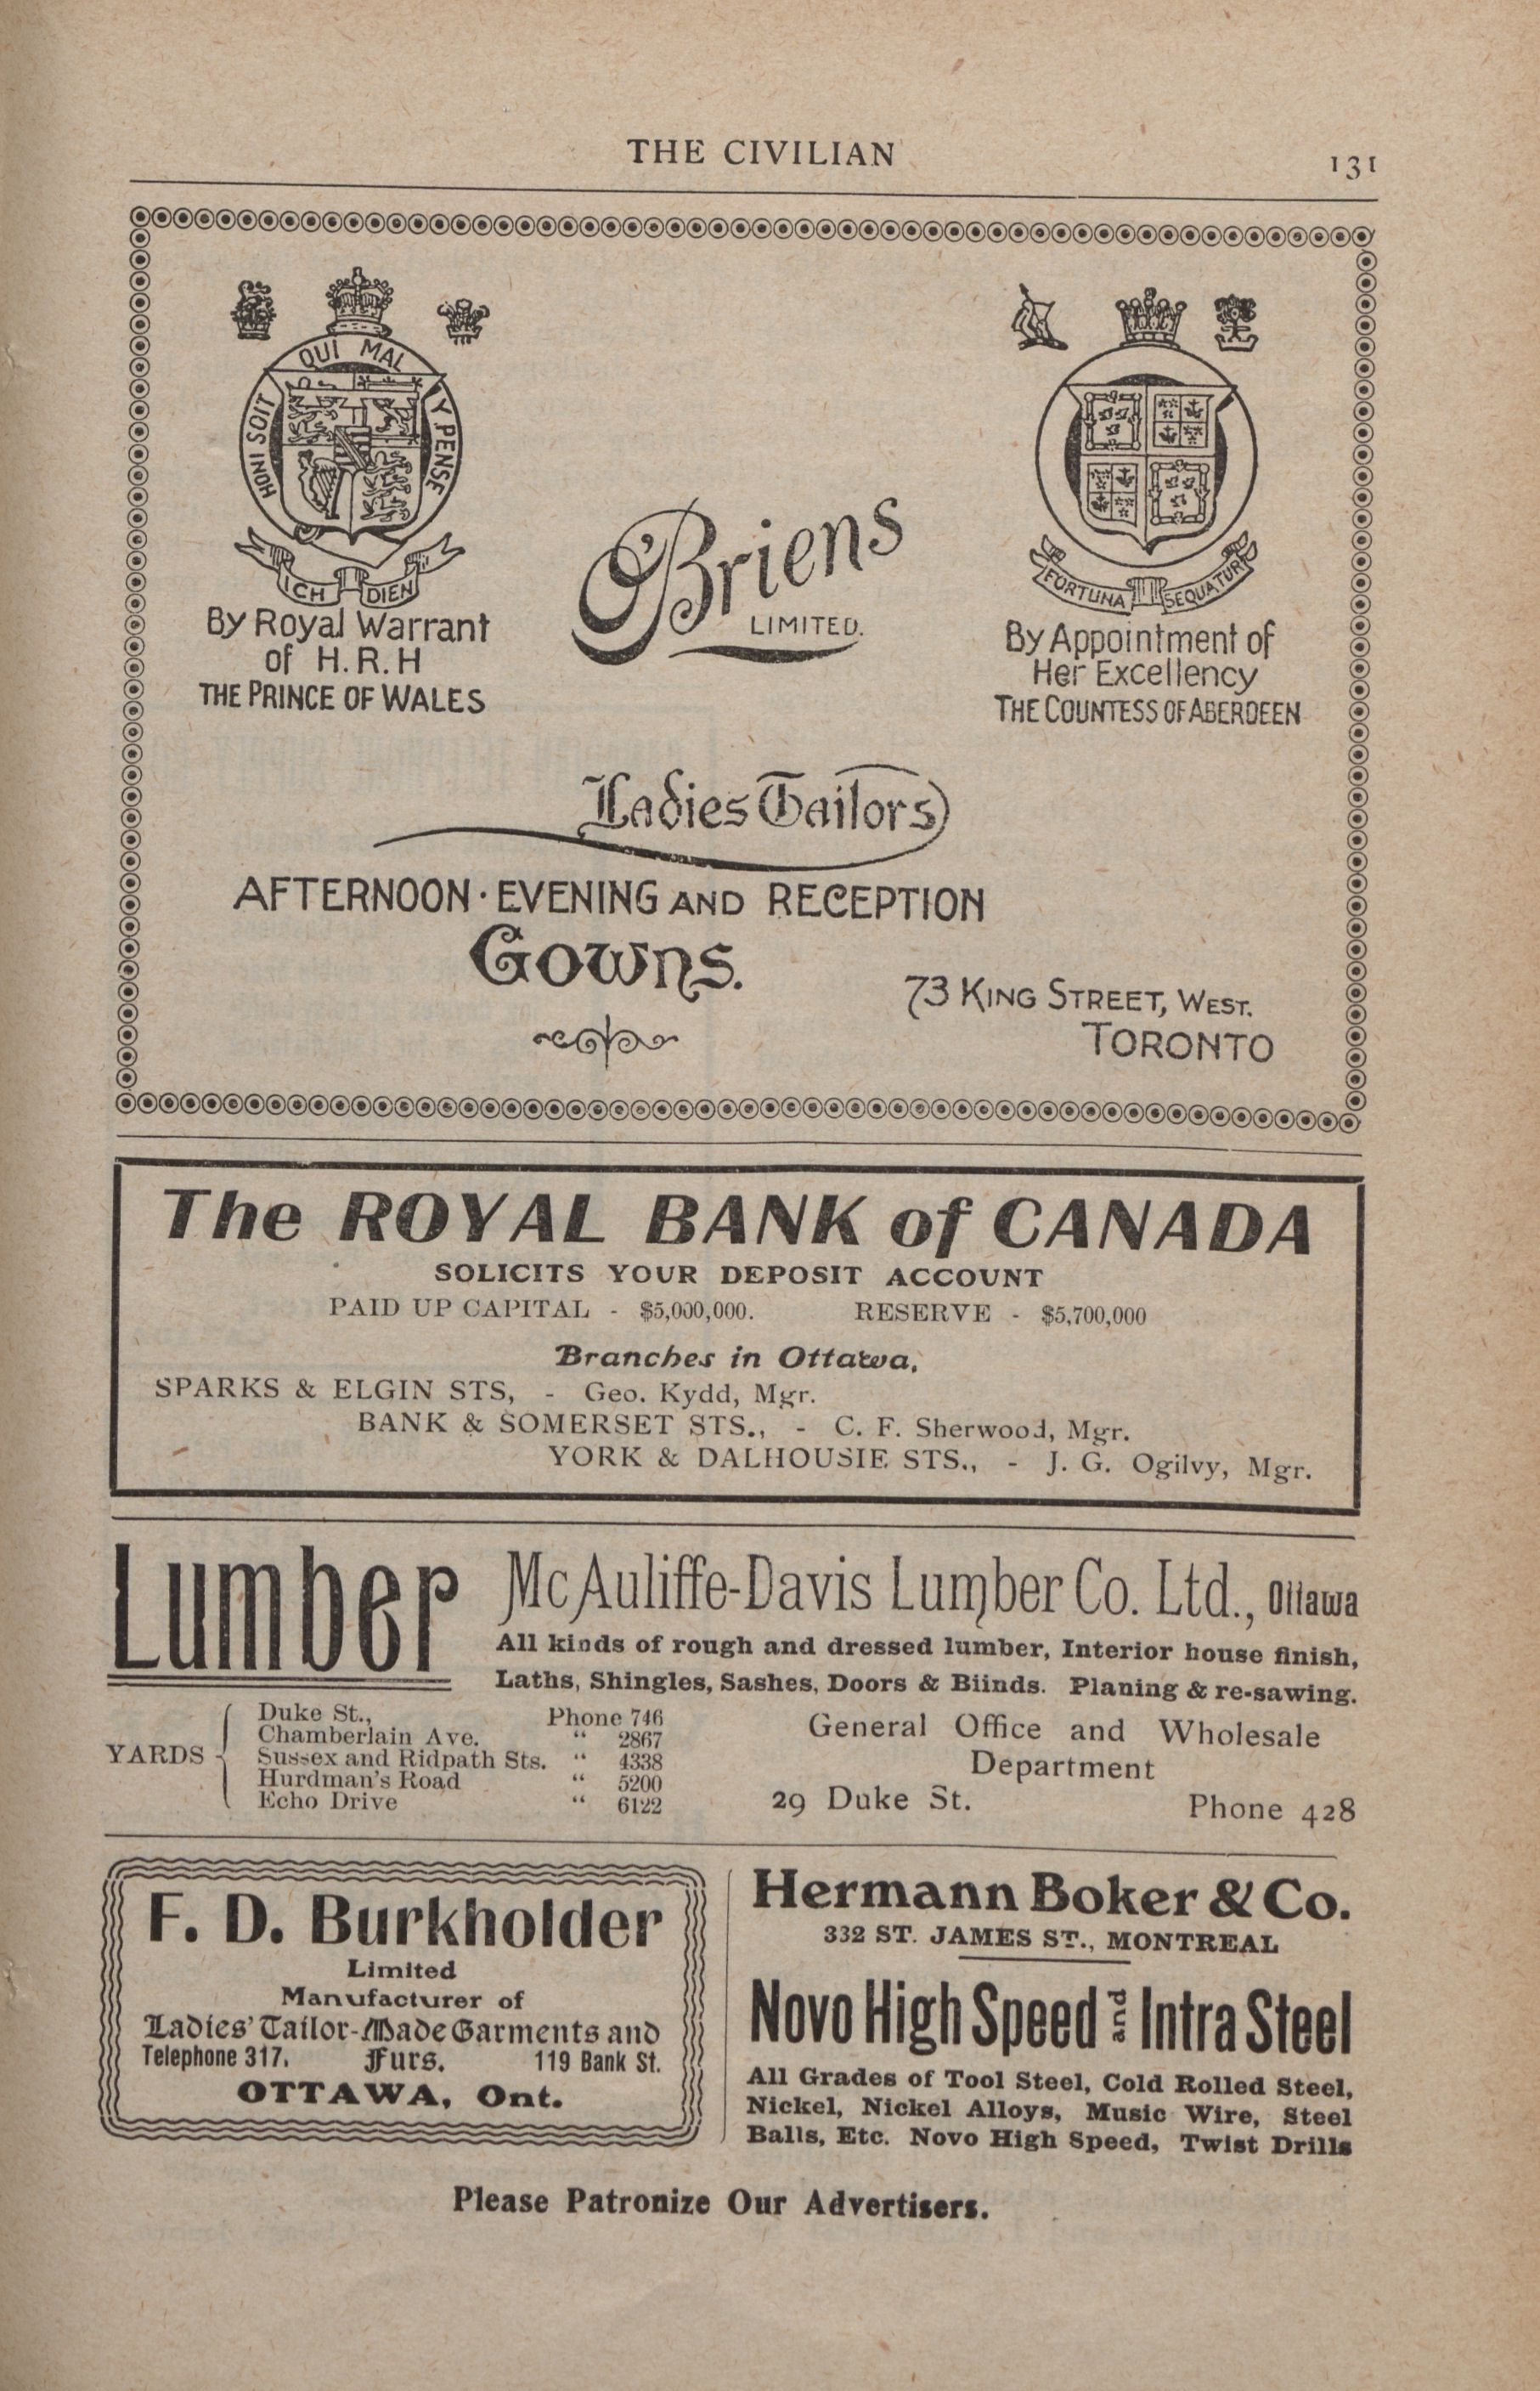 THE CIVILIAN
131
HONI SOIT QUI MAL Y PENSE
ICH DIEN
By Royal Warrant
of H.R.H
THE PRINCE OF WALES
OBriens
LIMITED.
FORTUNA SEQUATUR
By Appointment of
Her Excellency
THE COUNTESS OF ABERDEEN
Ladies Tailors
AFTERNOON · EVENING AND RECEPTION
GOWNS.
73 KING STREET, WEST.
TORONTO
The ROYAL BANK of CANADA
SOLICITS YOUR DEPOSIT ACCOUNT
PAID UP CAPITAL - $5,000,000. RESERVE - $5,700,000
Branches in Ottawa,
SPARKS & ELGIN STS, - Geo. Kydd, Mgr.
BANK & SOMERSET STS., - C. F. Sherwood, Mgr.
YORK & DALHOUSIE STS., - J. G. Ogilvy, Mgr.
Lumber
McAuliffe-Davis Lumber Co. Ltd., Ottawa
All kinds of rough and dressed lumber, Interior house finish,
Laths, Shingles, Sashes, Doors & Biinds. Planing & re-sawing.
YARDS
Duke St., Phone 746
Chamberlain Ave. “ 2867
Sussex and Ridpath Sts. “ 4338
Hurdman's Road “ 5200
Echo Drive “ 6122
General Office and Wholesale
Department
29 Duke St. Phone 428
F. D. Burkholder
Limited
Manufacturer of
Ladies' Tailor-Made Garments and
Telephone 317. Furs. 119 Bank St.
OTTAWA, Ont.
Hermann Boker & Co.
332 ST. JAMES ST., MONTREAL
Novo High Speed and Intra Steel
All Grades of Tool Steel, Cold Rolled Steel,
Nickel, Nickel Alloys, Music Wire, Steel
Balls, Etc. Novo High Speed, Twist Drills
Please Patronize Our Advertisers.